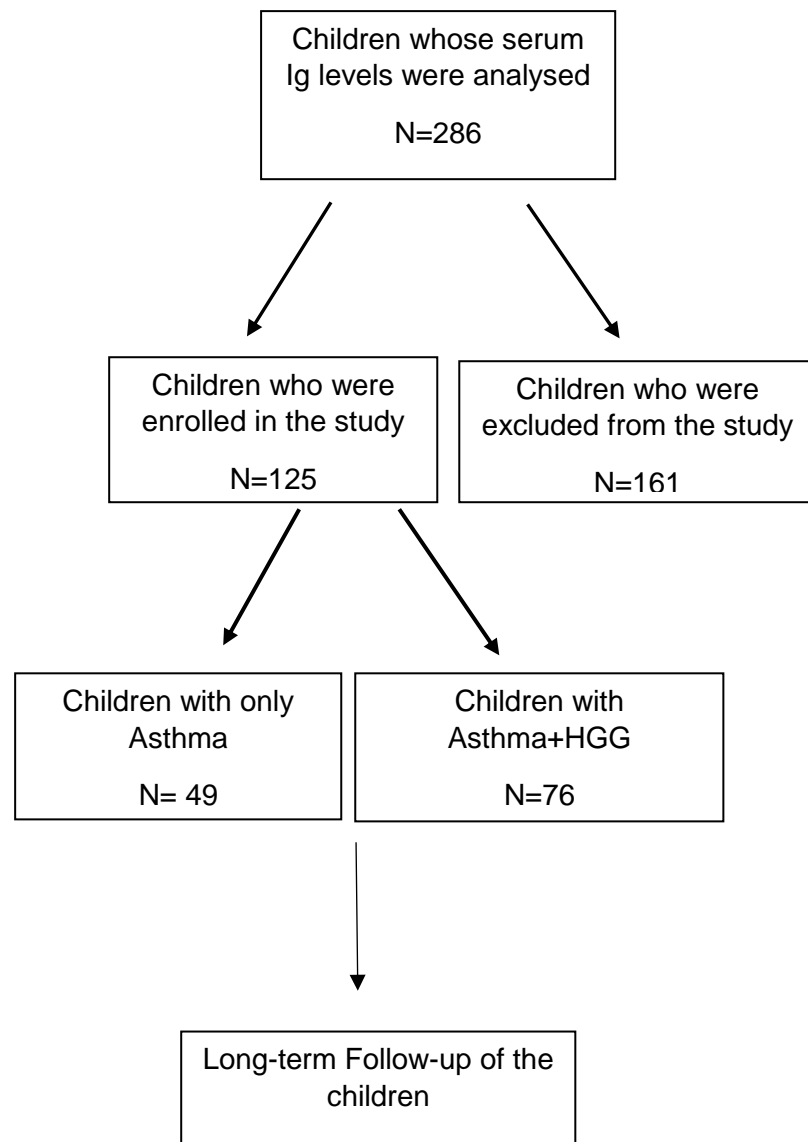 Children whose serum
Ig levels were analysed
N=286
Children who were
enrolled in the study
N=125
Children who were
excluded from the study
N=161
Children with only
Asthma
N= 49
Children with
Asthma+HGG
N=76
Long-term Follow-up of the
children